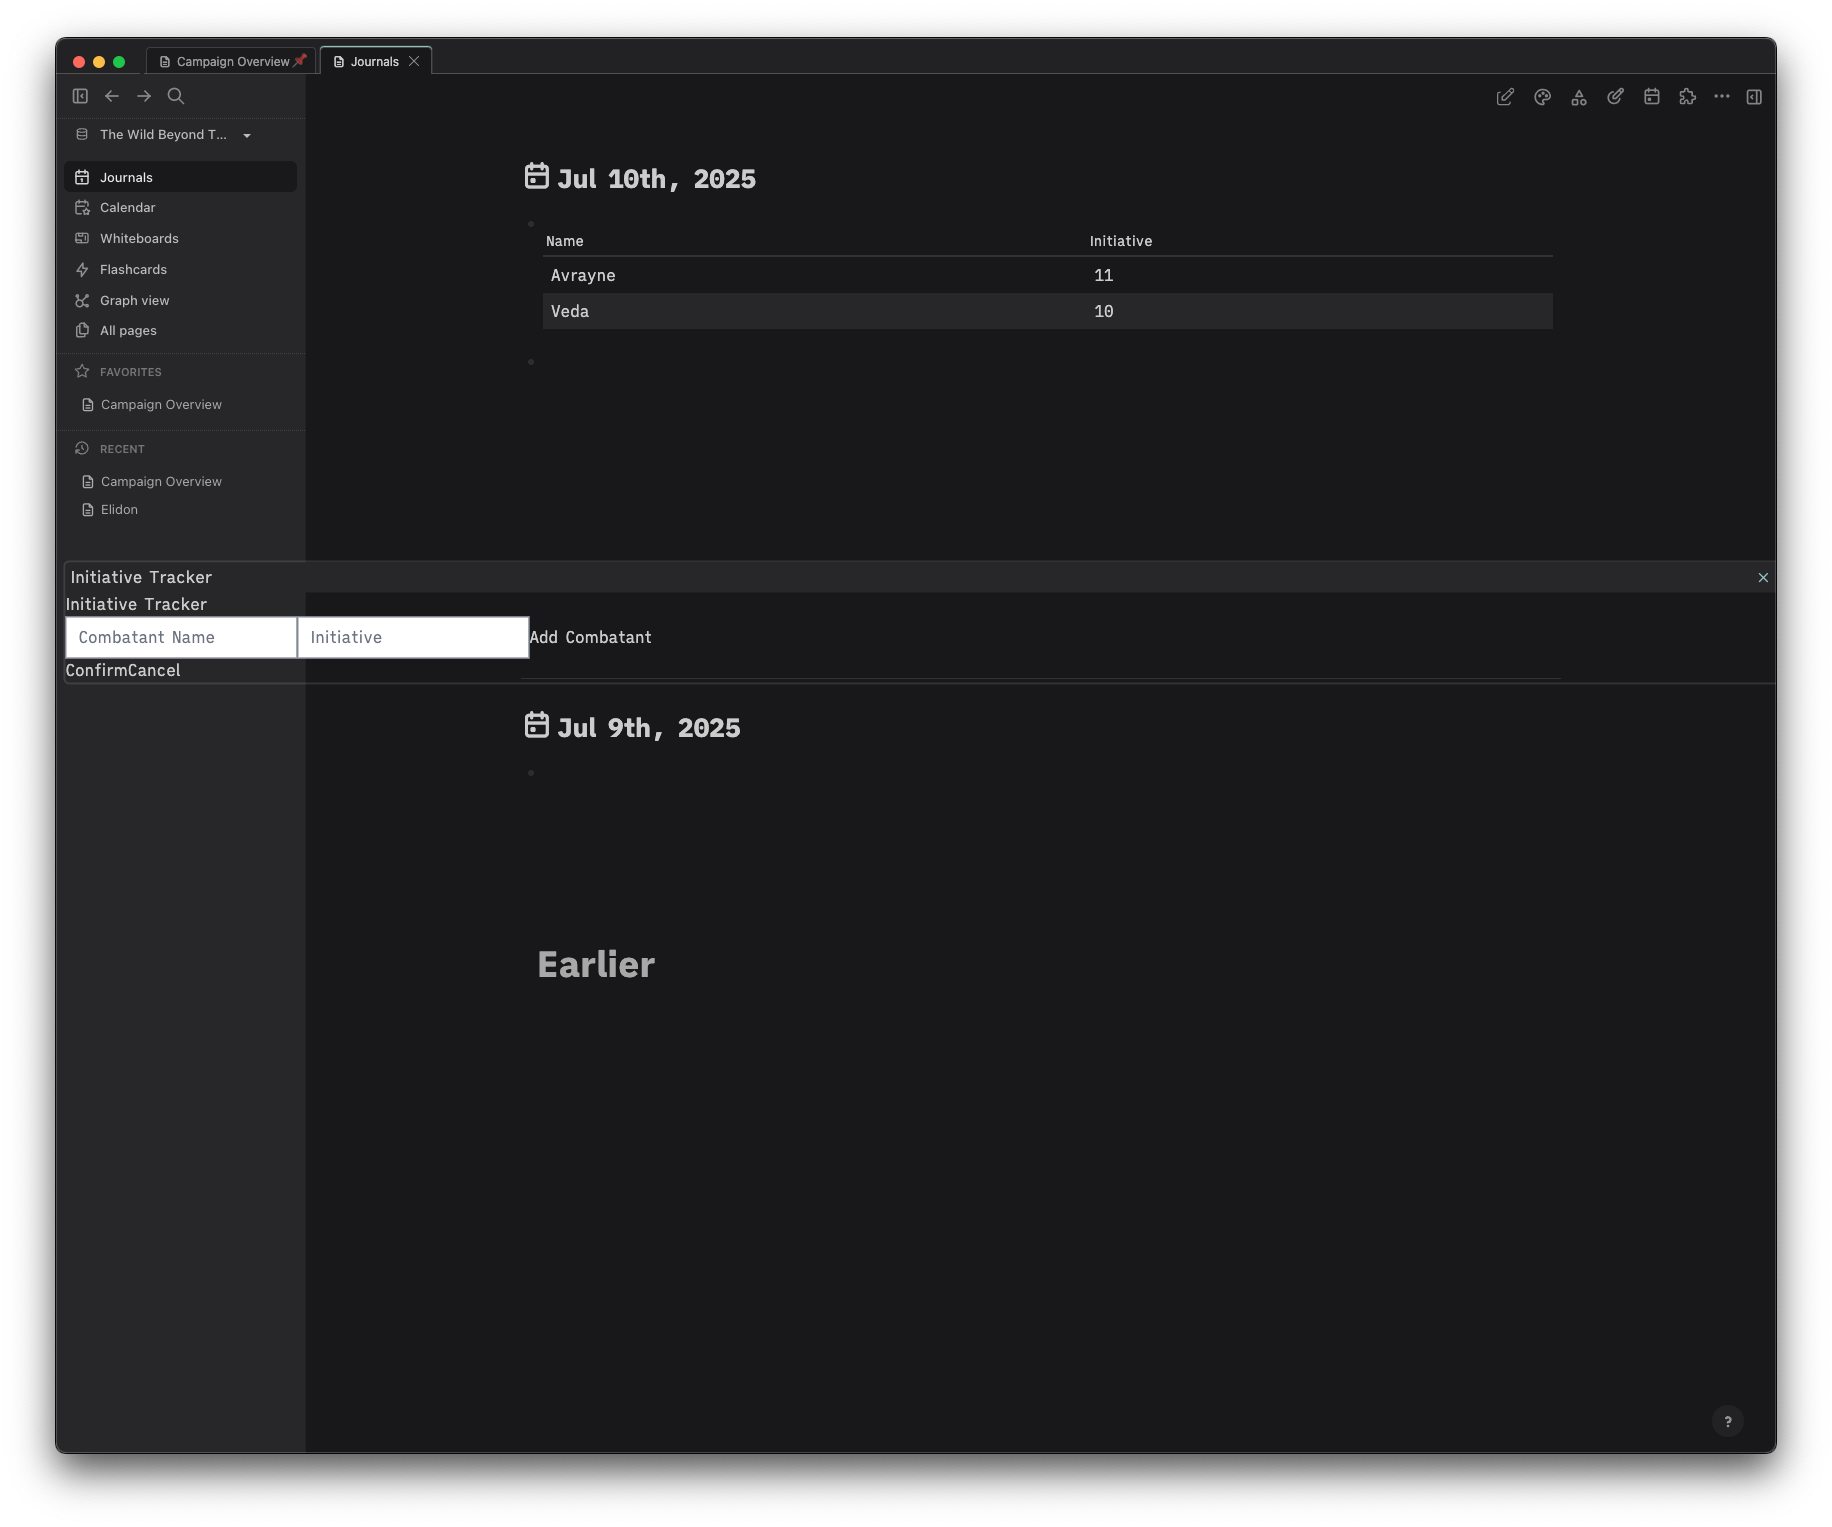 Campaign Overview
Journals
The Wild Beyond T...
Journals
Calendar
Whiteboards
Flashcards
Graph view
All pages
FAVORITES
Campaign Overview
RECENT
Campaign Overview
Elidon
Jul 10th, 2025
Name Initiative
Avrayne 11
Veda 10
Initiative Tracker
Initiative Tracker
Combatant Name Initiative Add Combatant
ConfirmCancel
Jul 9th, 2025
Earlier
?